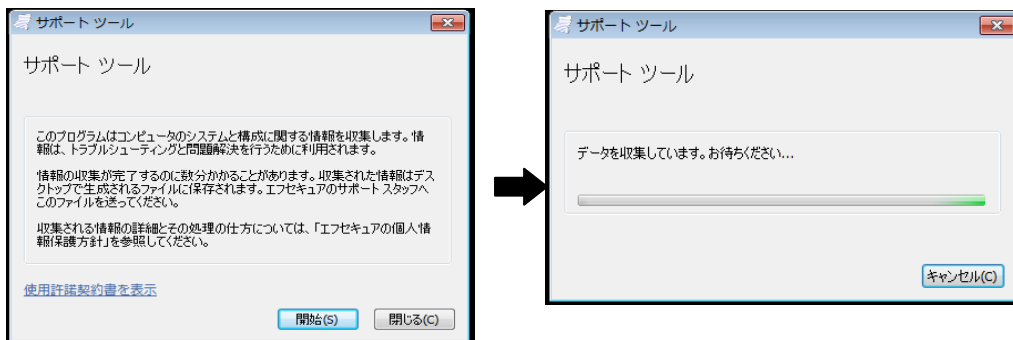 サポート ツール
サポート ツール
このプログラムはコンピュータのシステムと構成に関する情報を収集します。情
報は、トラブルシューティングと問題解決を行うために利用されます。
情報の収集が完了するのに数分かかることがあります。収集された情報はデス
クトップで生成されるファイルに保存されます。エフセキュアのサポート スタッフへ
このファイルを送ってください。
収集される情報の詳細とその処理の仕方については、「エフセキュアの個人情
報保護方針」を参照してください。
使用許諾契約書を表示
開始(S)
閉じる(C)
サポート ツール
サポート ツール
データを収集しています。お待ちください...
キャンセル(C)